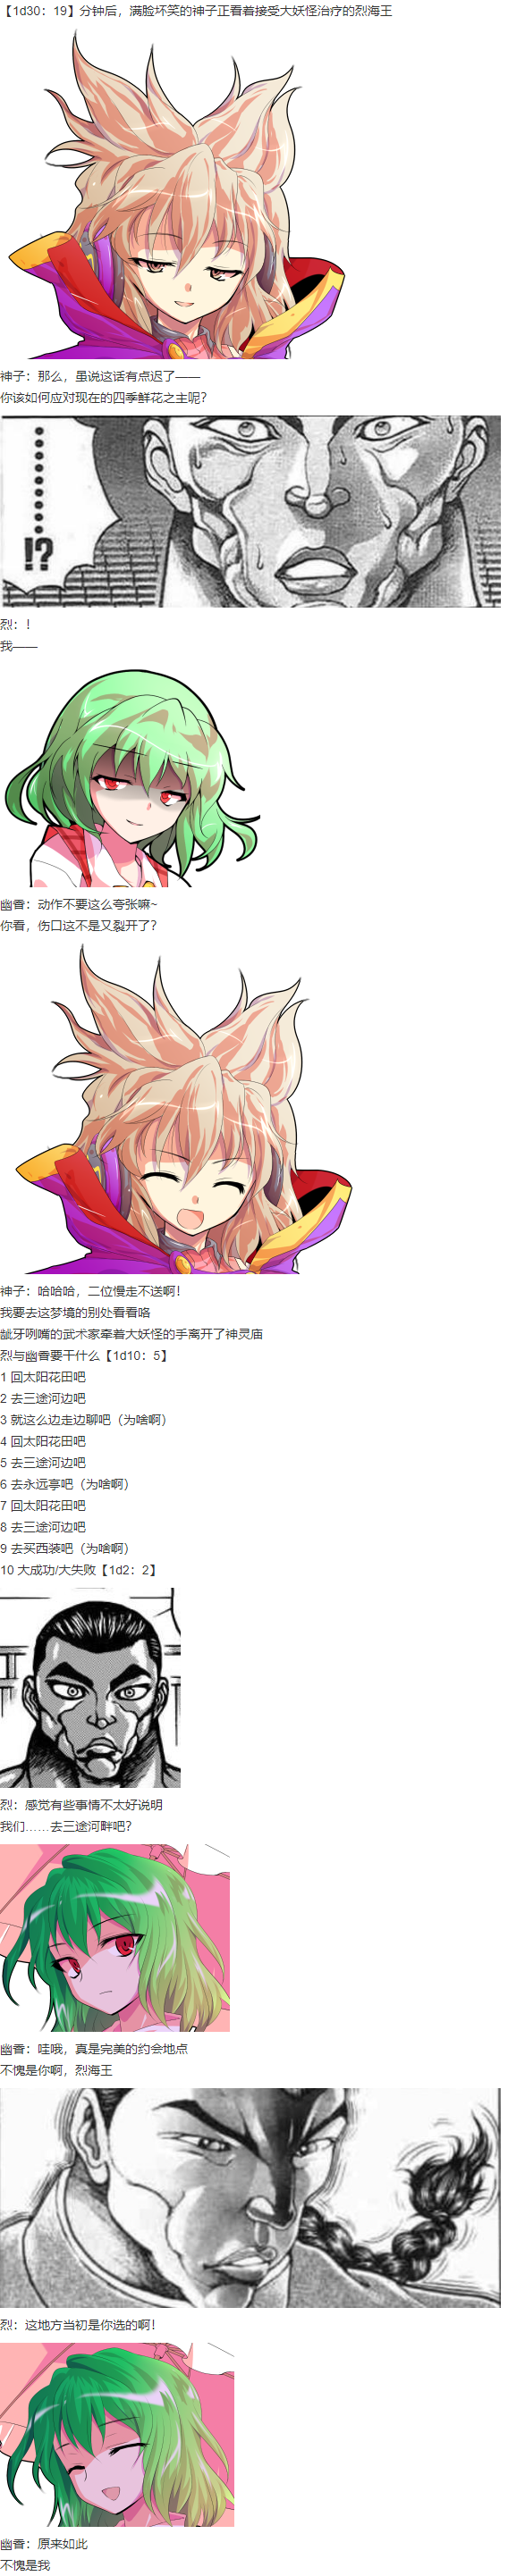 【1d30：19】分钟后，满脸坏笑的神子正看着接受大妖怪治疗的烈海王
神子：那么，虽说这话有点迟了——
你该如何应对现在的四季鲜花之主呢？
………
!?
烈：！
我——
幽香：动作不要这么夸张嘛~
你看，伤口这不是又裂开了？
神子：哈哈哈，二位慢走不送啊！
我要去这梦境的别处看看咯
龇牙咧嘴的武术家牵着大妖怪的手离开了神灵庙
烈与幽香要干什么【1d10：5】
1 回太阳花田吧
2 去三途河边吧
3 就这么边走边聊吧（为啥啊）
4 回太阳花田吧
5 去三途河边吧
6 去永远亭吧（为啥啊）
7 回太阳花田吧
8 去三途河边吧
9 去买西装吧（为啥啊）
10 大成功/大失败【1d2：2】
烈：感觉有些事情不太好说明
我们……去三途河畔吧？
幽香：哇哦，真是完美的约会地点
不愧是你啊，烈海王
烈：这地方当初是你选的啊！
幽香：原来如此
不愧是我